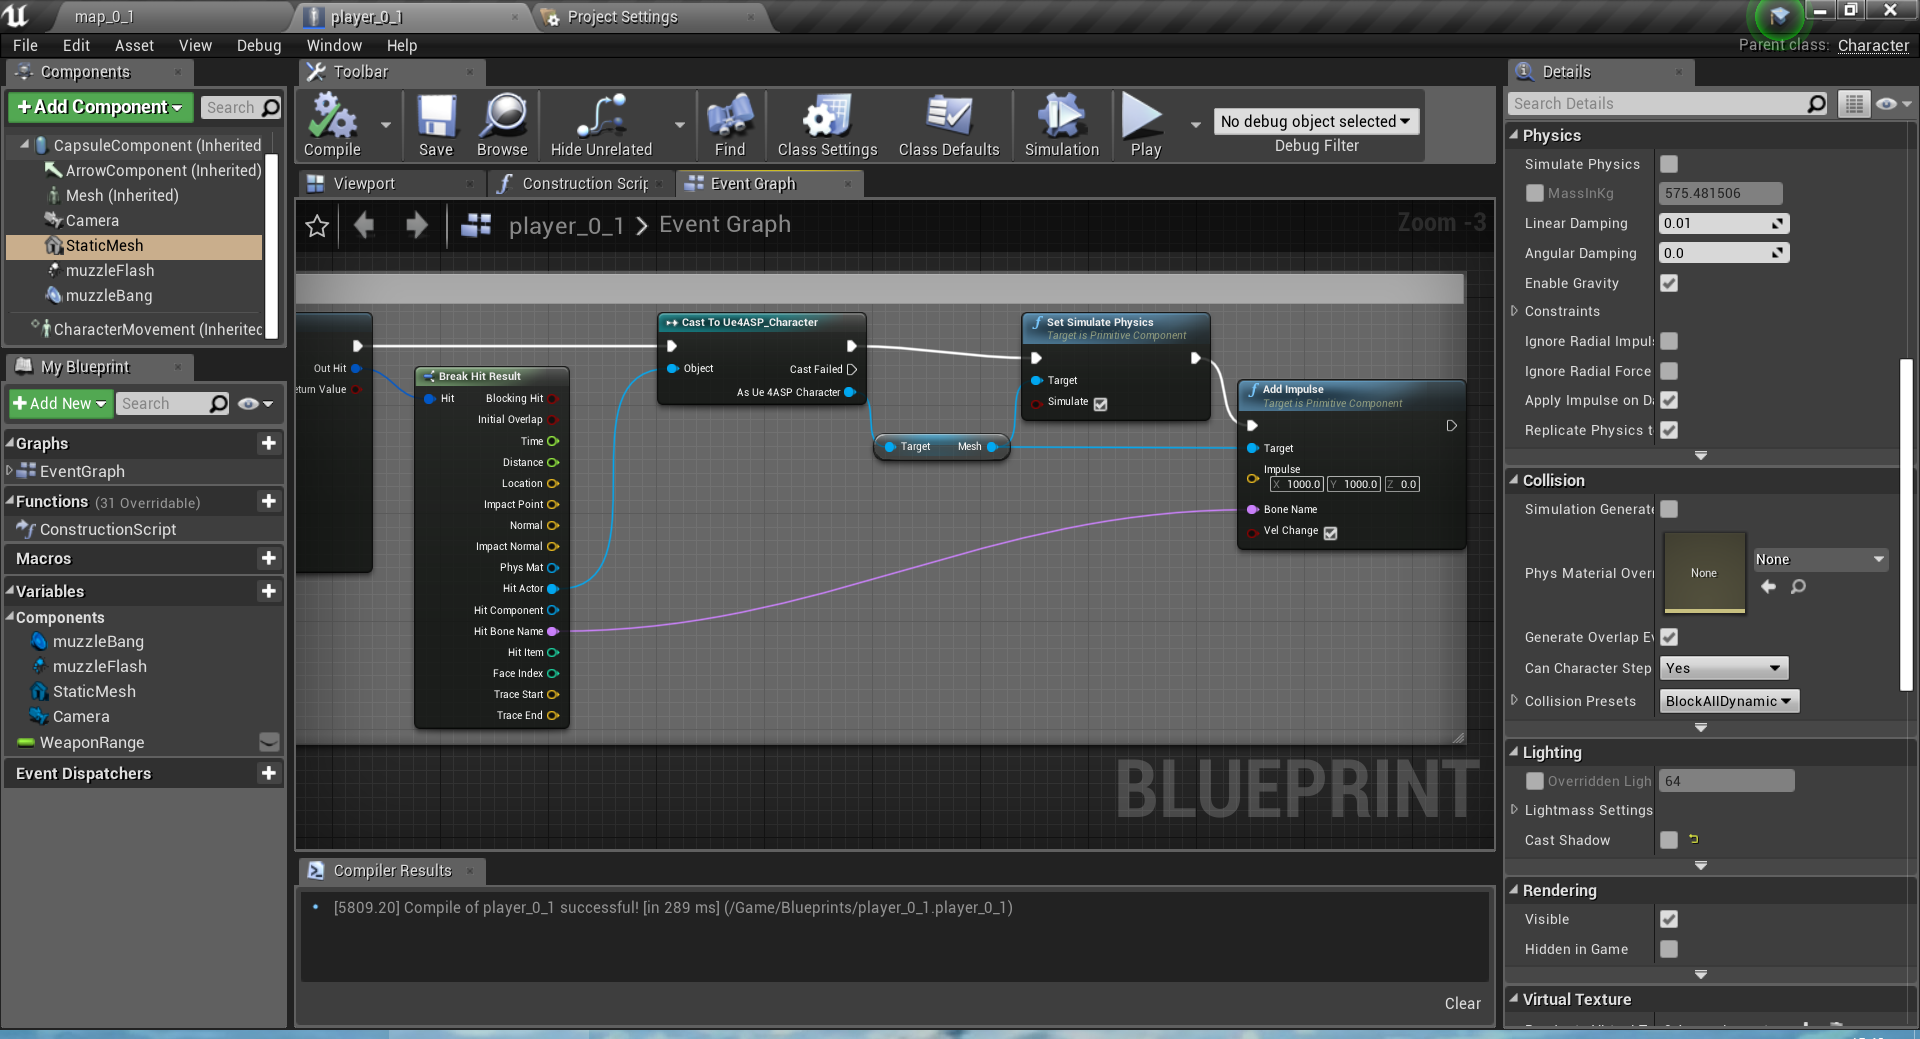 map_0_1
player_0_1
Project Settings
File Edit Asset View Debug Window Help
Parent class: Character
Components
+Add Component
Search
CapsuleComponent (Inherited
ArrowComponent (Inherited)
Mesh (Inherited)
Camera
StaticMesh
muzzleFlash
muzzleBang
CharacterMovement (Inheritec
My Blueprint
+Add New
Search
Graphs
EventGraph
Functions (31 Overridable)
ConstructionScript
Macros
Variables
Components
muzzleBang
muzzleFlash
StaticMesh
Camera
WeaponRange
Event Dispatchers
Toolbar
Compile
Save
Browse
Hide Unrelated
Find
Class Settings
Class Defaults
Simulation
Play
No debug object selected
Debug Filter
Viewport
Construction Scrip
Event Graph
player_0_1 > Event Graph
Zoom -3
Out Hit
eturn Value
Break Hit Result
Hit
Blocking Hit
Initial Overlap
Time
Distance
Location
Impact Point
Normal
Impact Normal
Phys Mat
Hit Actor
Hit Component
Hit Bone Name
Hit Item
Face Index
Trace Start
Trace End
Cast To Ue4ASP_Character
Object
Cast Failed
As Ue 4ASP Character
Target Mesh
Set Simulate Physics
Target is Primitive Component
Target
Simulate
Add Impulse
Target is Primitive Component
Target
Impulse
X 1000.0 Y 1000.0 Z 0.0
Bone Name
Vel Change
BLUEPRINT
Compiler Results
[5809.20] Compile of player_0_1 successful! [in 289 ms] (/Game/Blueprints/player_0_1.player_0_1)
Clear
Details
Search Details
Physics
Simulate Physics
MassInKg 575.481506
Linear Damping 0.01
Angular Damping 0.0
Enable Gravity
Constraints
Ignore Radial Impul
Ignore Radial Force
Apply Impulse on Da
Replicate Physics t
Collision
Simulation Generate
Phys Material Overr
None
None
Generate Overlap Ev
Can Character Step Yes
Collision Presets BlockAllDynamic
Lighting
Overridden Ligh 64
Lightmass Settings
Cast Shadow
Rendering
Visible
Hidden in Game
Virtual Texture